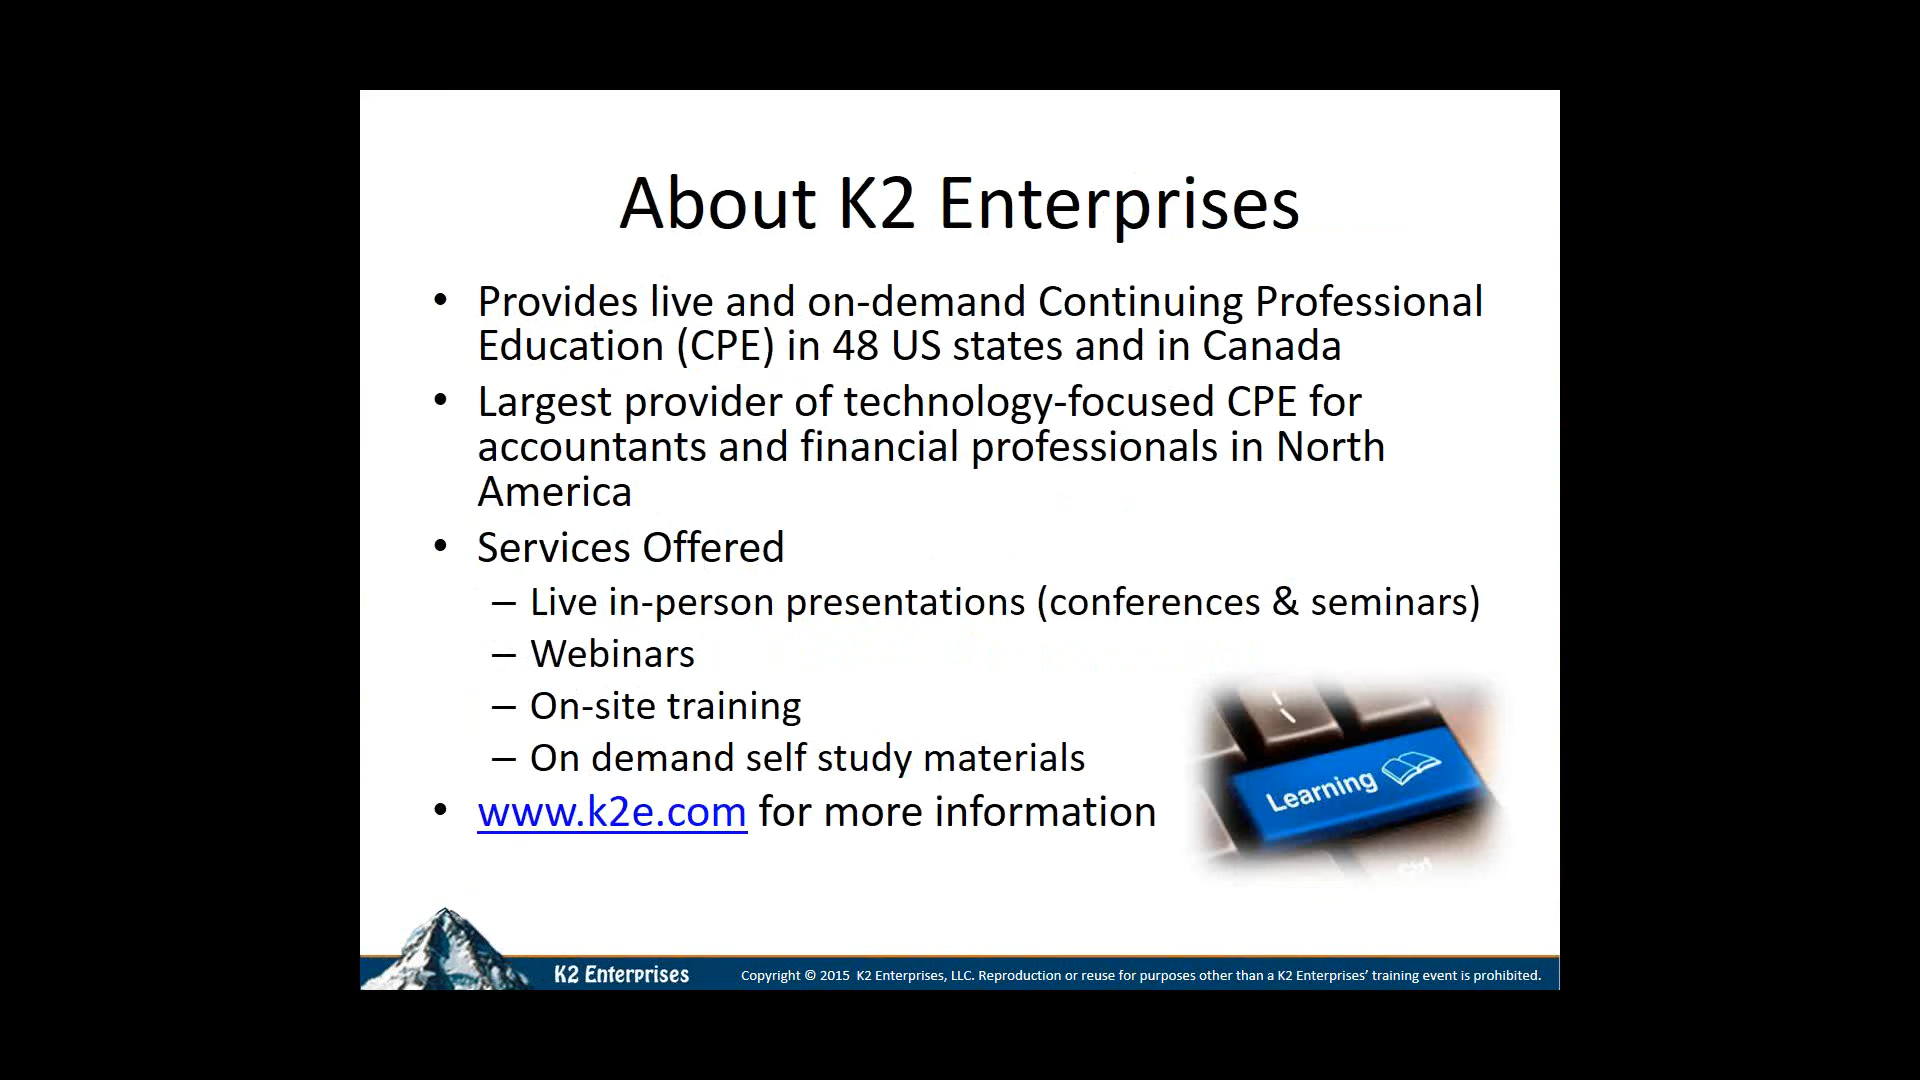 About K2 Enterprises
• Provides live and on-demand Continuing Professional
Education (CPE) in 48 US states and in Canada
• Largest provider of technology-focused CPE for
accountants and financial professionals in North
America
• Services Offered
– Live in-person presentations (conferences & seminars)
– Webinars
– On-site training
– On demand self study materials
• www.k2e.com for more information
Learning
Ctrl
K2 Enterprises
Copyright © 2015 K2 Enterprises, LLC. Reproduction or reuse for purposes other than a K2 Enterprises’ training event is prohibited.